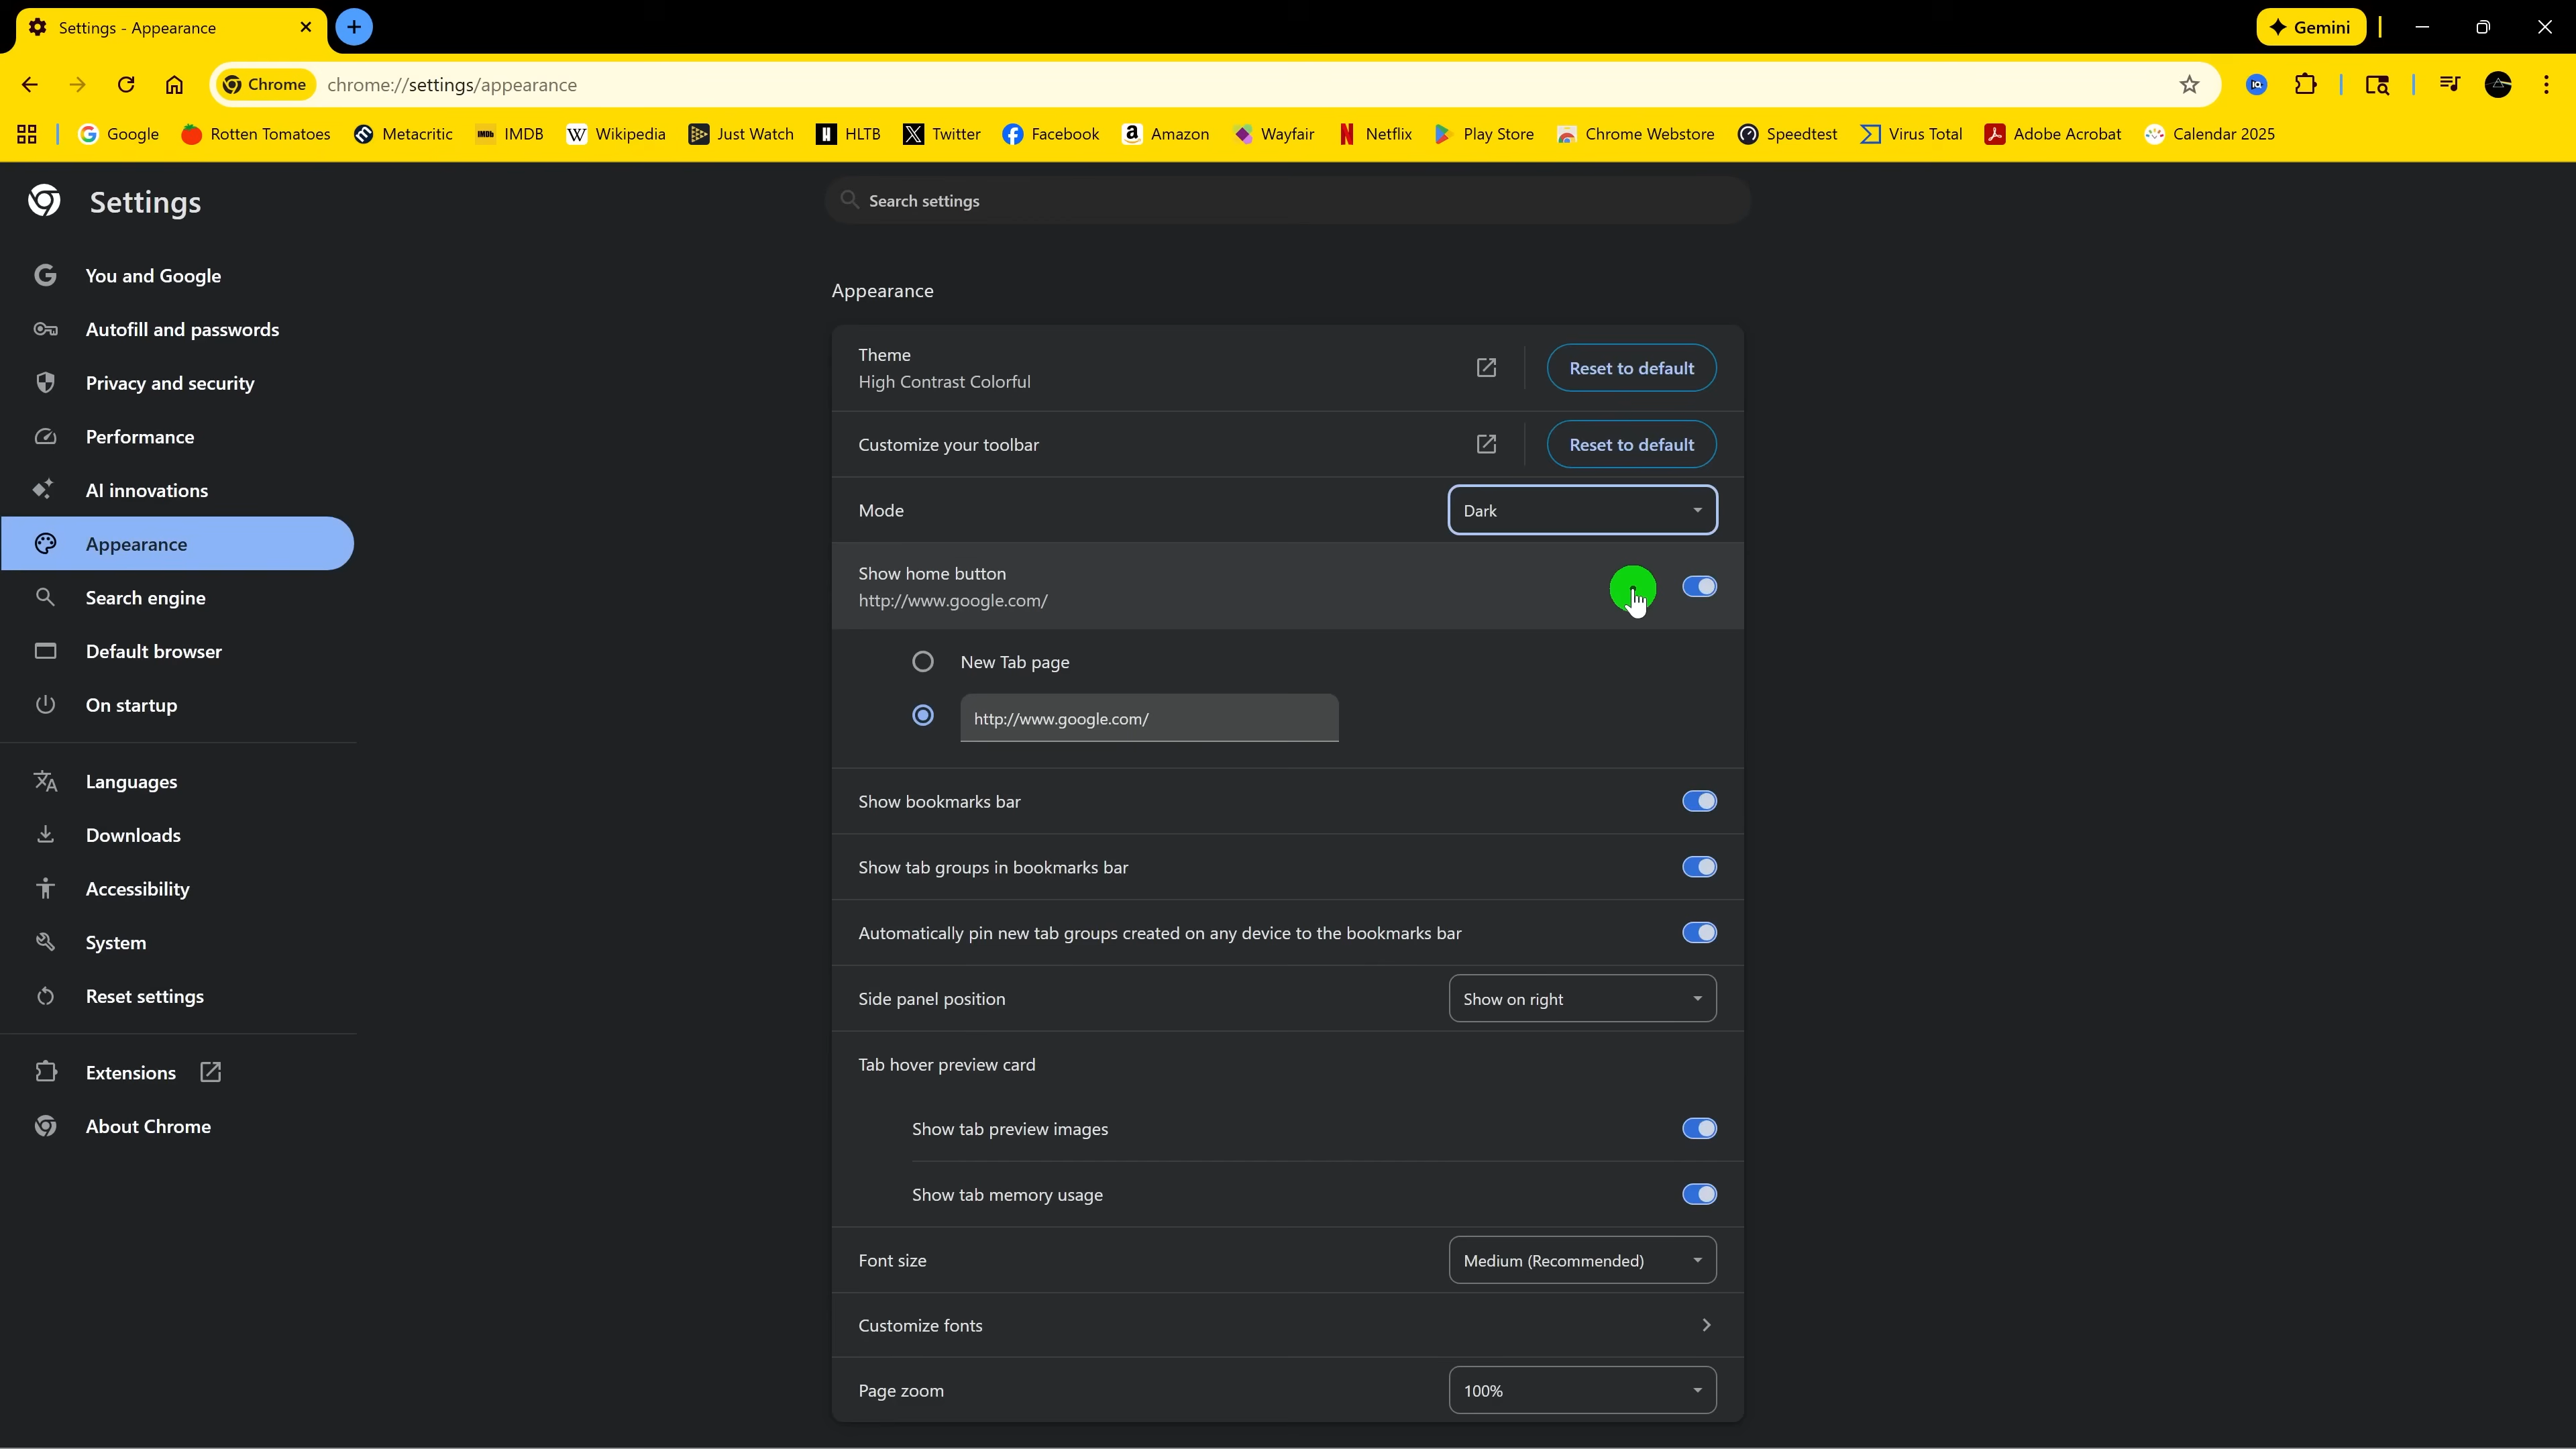 Settings - Appearance
Gemini
Chrome chrome://settings/appearance
Google Rotten Tomatoes Metacritic IMDb IMDB W Wikipedia Just Watch HLTB Twitter Facebook a Amazon Wayfair Netflix Play Store Chrome Webstore Speedtest Virus Total Adobe Acrobat Calendar 2025
Settings
Search settings
You and Google
Autofill and passwords
Privacy and security
Performance
AI innovations
Appearance
Search engine
Default browser
On startup
Languages
Downloads
Accessibility
System
Reset settings
Extensions
About Chrome
Appearance
Theme
High Contrast Colorful
Reset to default
Customize your toolbar
Reset to default
Mode
Dark
Show home button
http://www.google.com/
New Tab page
http://www.google.com/
Show bookmarks bar
Show tab groups in bookmarks bar
Automatically pin new tab groups created on any device to the bookmarks bar
Side panel position
Show on right
Tab hover preview card
Show tab preview images
Show tab memory usage
Font size
Medium (Recommended)
Customize fonts
Page zoom
100%